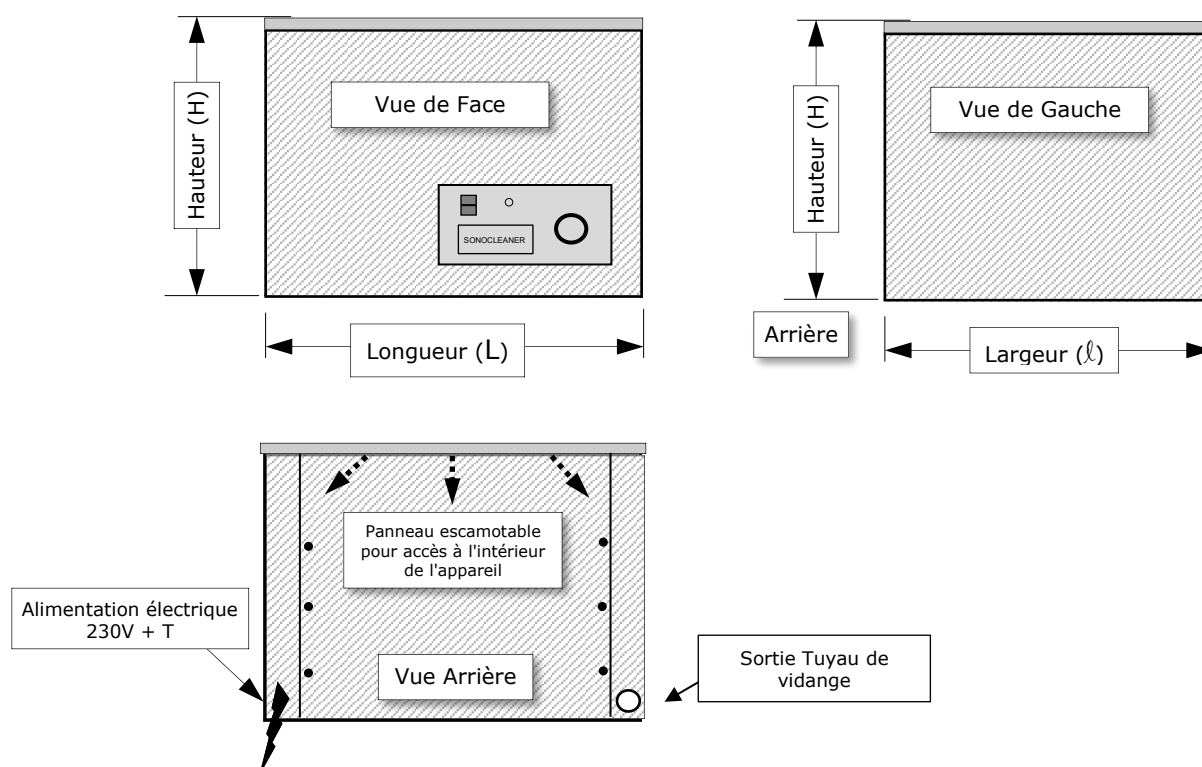 Hauteur (H)
Vue de Face
SONOCLEANER
Longueur (L)
Hauteur (H)
Vue de Gauche
Arrière
Largeur (ℓ)
Panneau escamotable
pour accès à l'intérieur
de l'appareil
Alimentation électrique
230V + T
Vue Arrière
Sortie Tuyau de
vidange